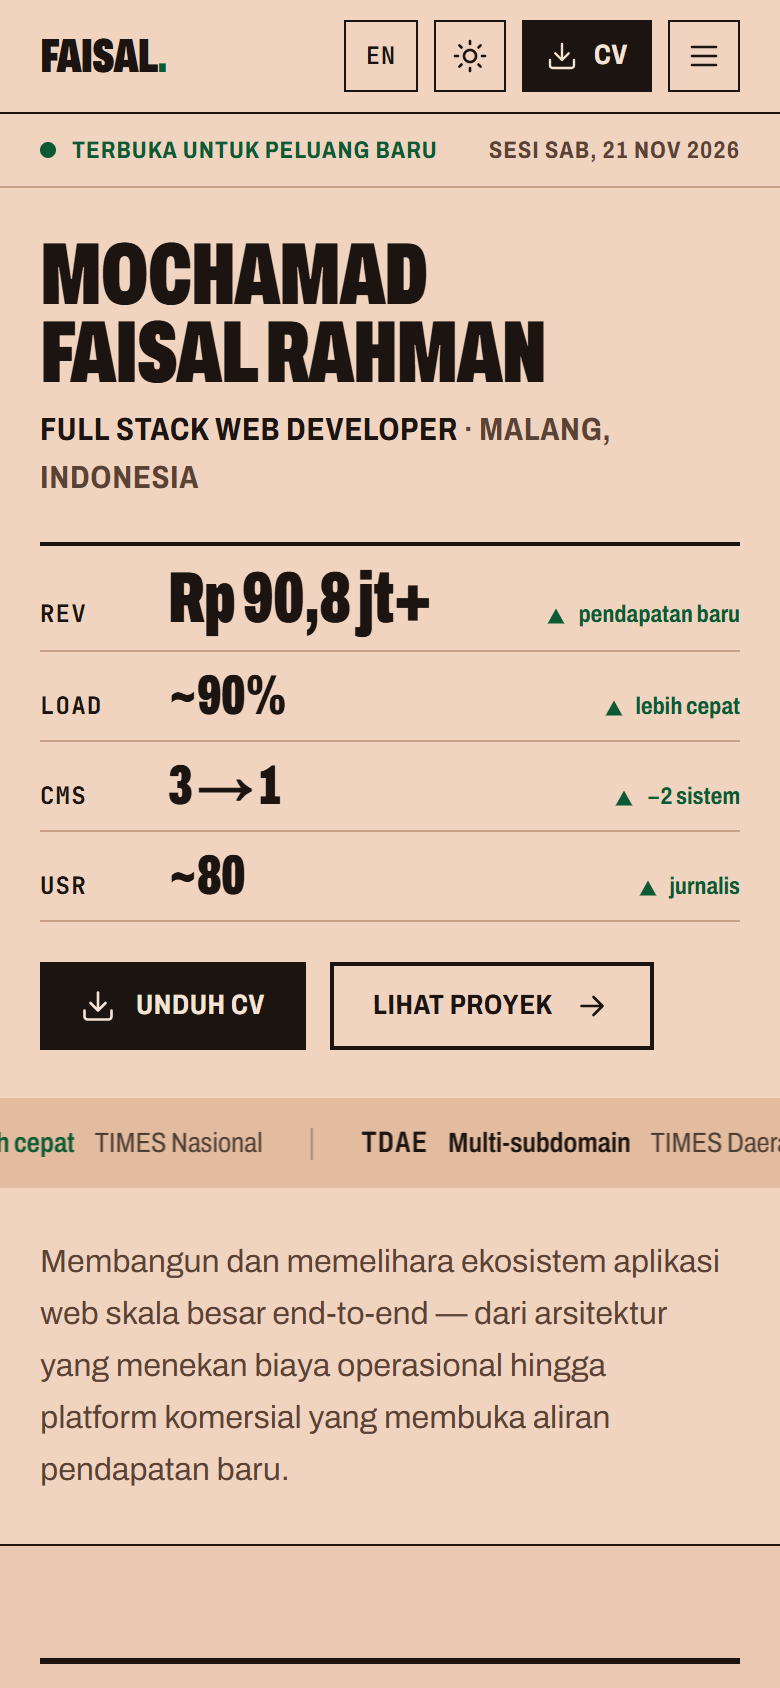 FAISAL.
EN
CV
TERBUKA UNTUK PELUANG BARU
SESI SAB, 21 NOV 2026
MOCHAMAD
FAISAL RAHMAN
FULL STACK WEB DEVELOPER · MALANG,
INDONESIA
REV Rp 90,8 jt+ ▲ pendapatan baru
LOAD ~90% ▲ lebih cepat
CMS 3→1 ▲ −2 sistem
USR ~80 ▲ jurnalis
UNDUH CV
LIHAT PROYEK →
h cepat TIMES Nasional | TDAE Multi-subdomain TIMES Daera
Membangun dan memelihara ekosistem aplikasi
web skala besar end-to-end — dari arsitektur
yang menekan biaya operasional hingga
platform komersial yang membuka aliran
pendapatan baru.